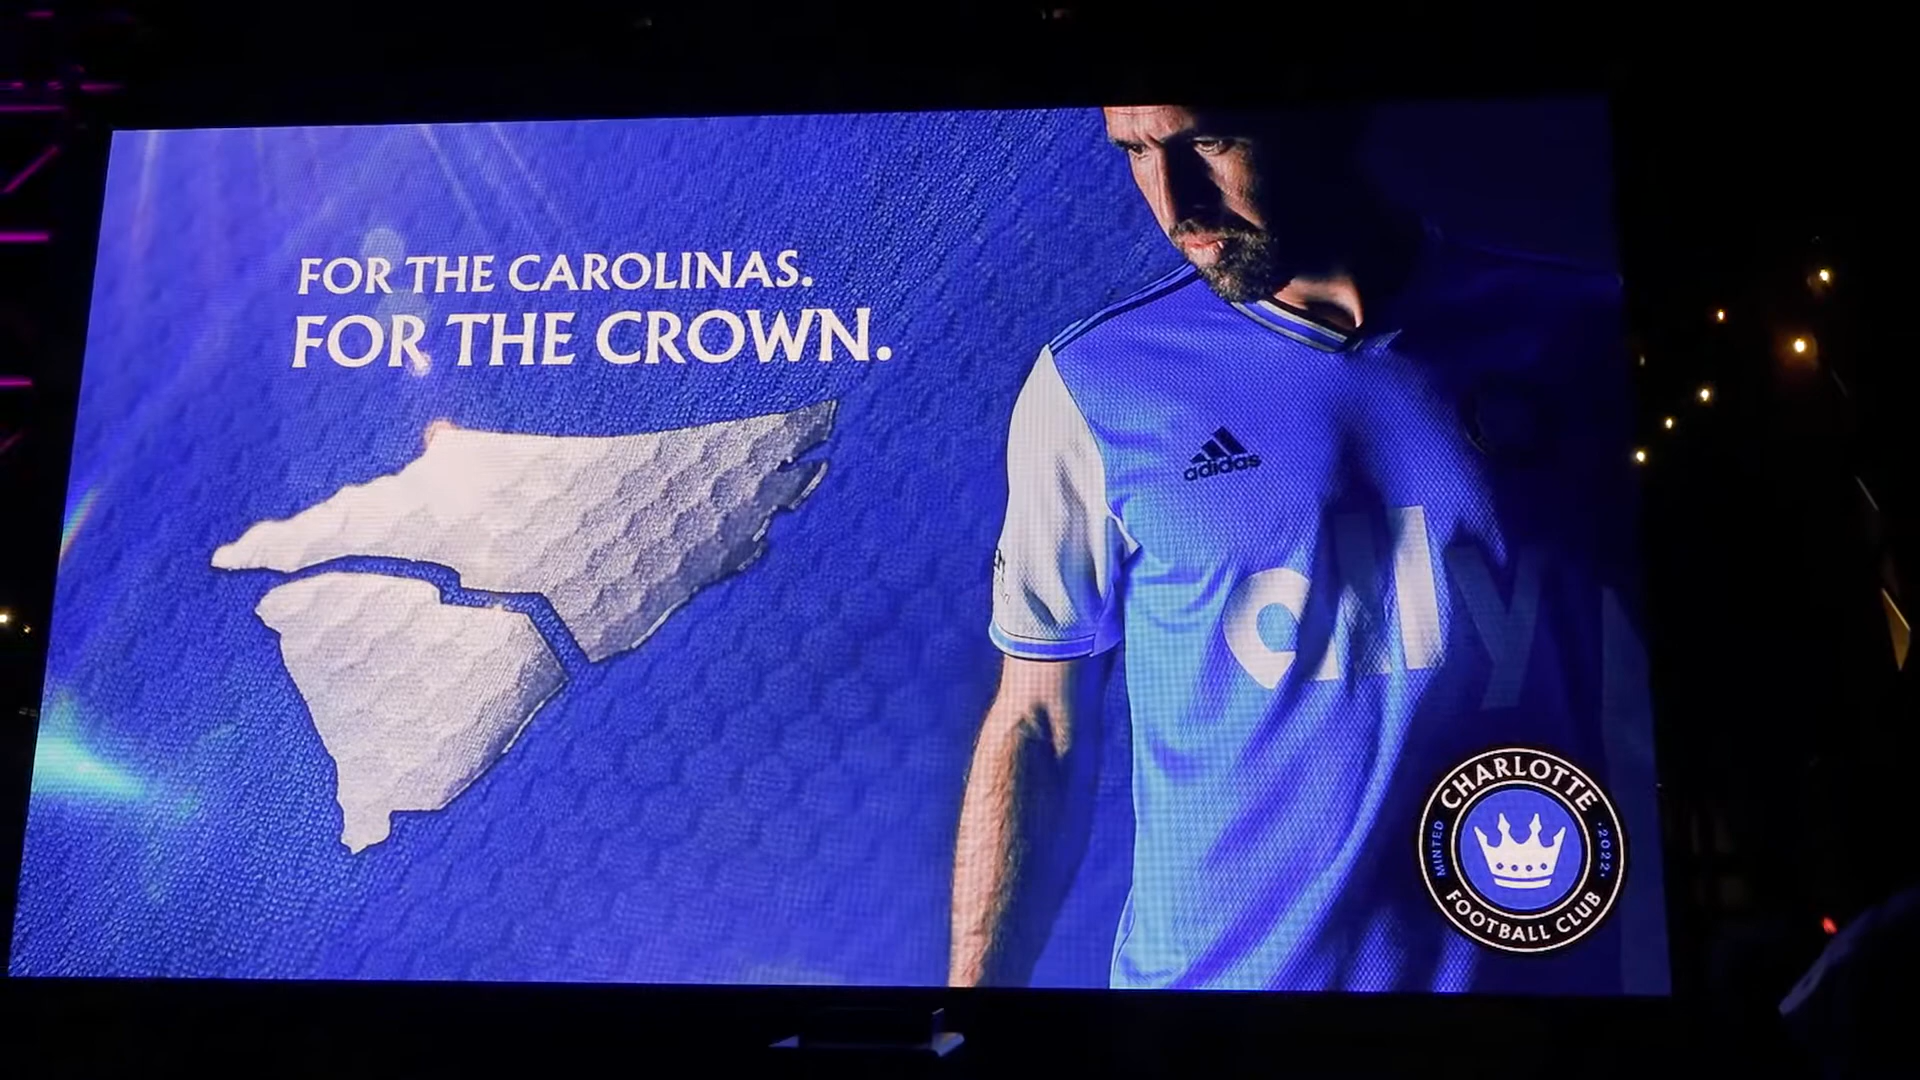 FOR THE CAROLINAS.
FOR THE CROWN.
adidas
ally
CHARLOTTE
MINTED
·2022·
FOOTBALL CLUB